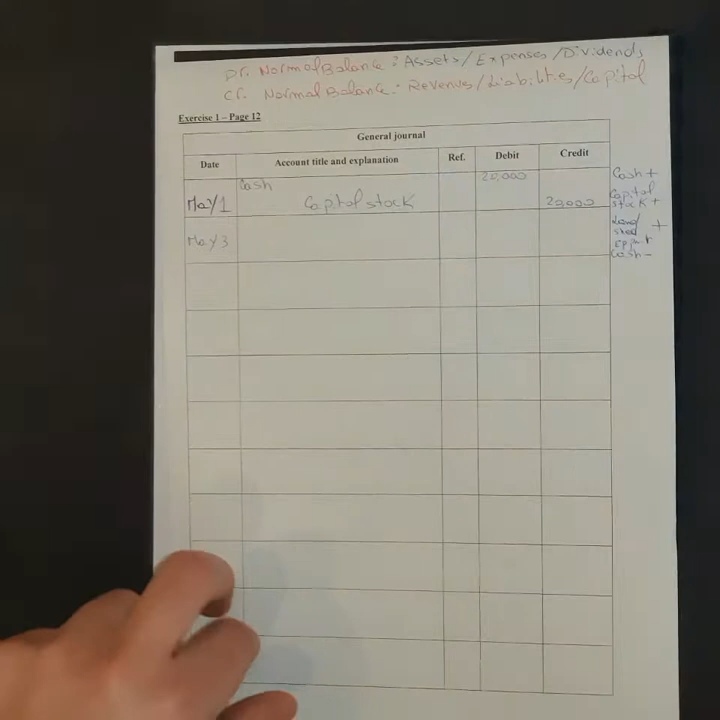 Dr. Normal Balance : Assets / Expenses / Dividends
Cr. Normal Balance : Revenus / Liabilities / Capital
Exercise 1 – Page 12
General journal
Date Account title and explanation Ref. Debit Credit
Cash 20,000 Cash +
May 1 Capital stock 20,000 Capital stock +
May 3 Land +
Cash -